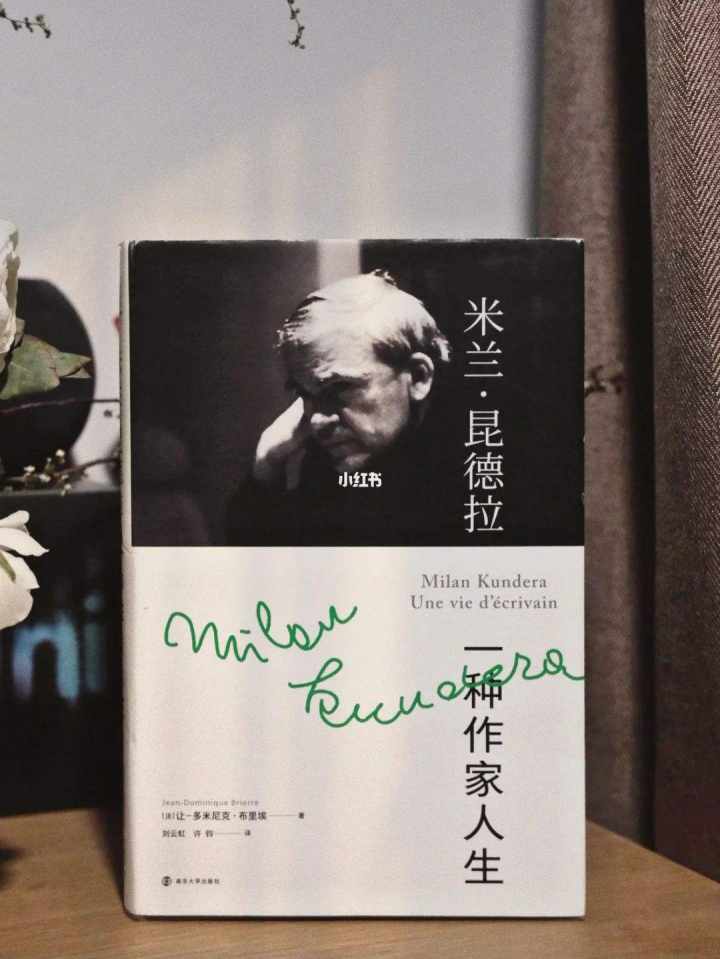 米兰·昆德拉
小红书
Milan Kundera
Une vie d'écrivain
一种作家人生
Milan
Kundera
Jean-Dominique Brierre
[法]让-多米尼克·布里埃——著
刘云虹 许钧——译
南京大学出版社